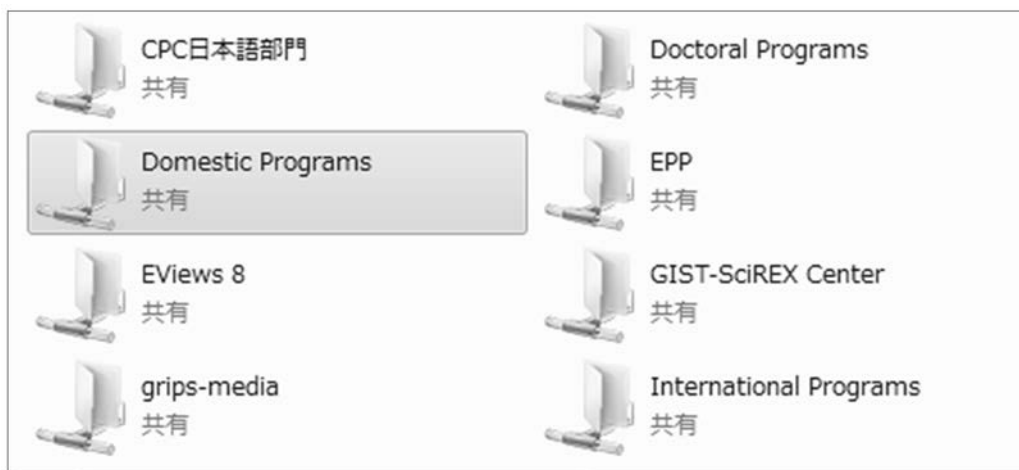 CPC日本語部門
共有
Doctoral Programs
共有
Domestic Programs
共有
EPP
共有
EViews 8
共有
GIST-SciREX Center
共有
grips-media
共有
International Programs
共有